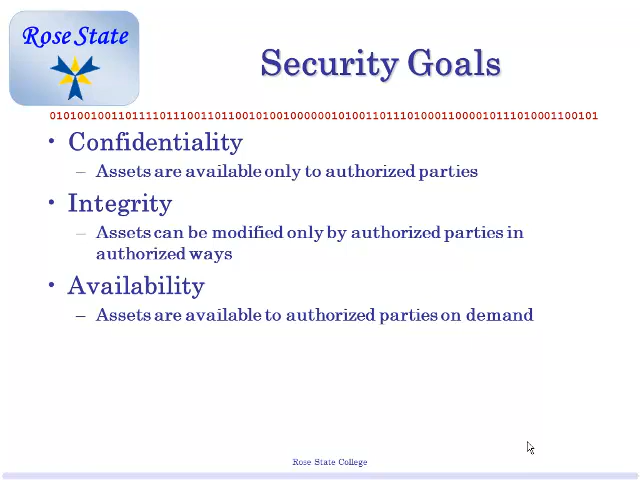 Rose State
Security Goals
01010010011011110111001101100101001000000101001101110100011000010111010001100101
• Confidentiality
– Assets are available only to authorized parties
• Integrity
– Assets can be modified only by authorized parties in
authorized ways
• Availability
– Assets are available to authorized parties on demand
Rose State College